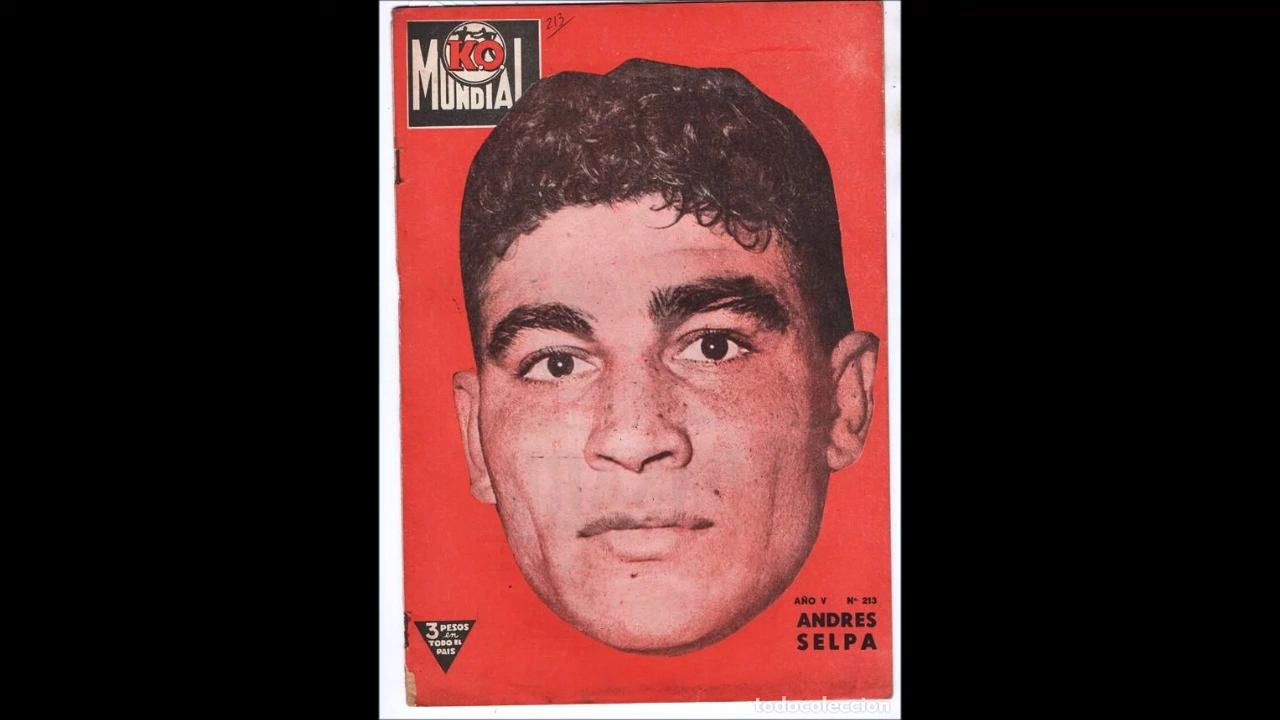 213
K.O.
MUNDIAL
AÑO V Nº 213
ANDRES
SELPA
3 PESOS
en
TODO EL
PAIS
todocoleccion